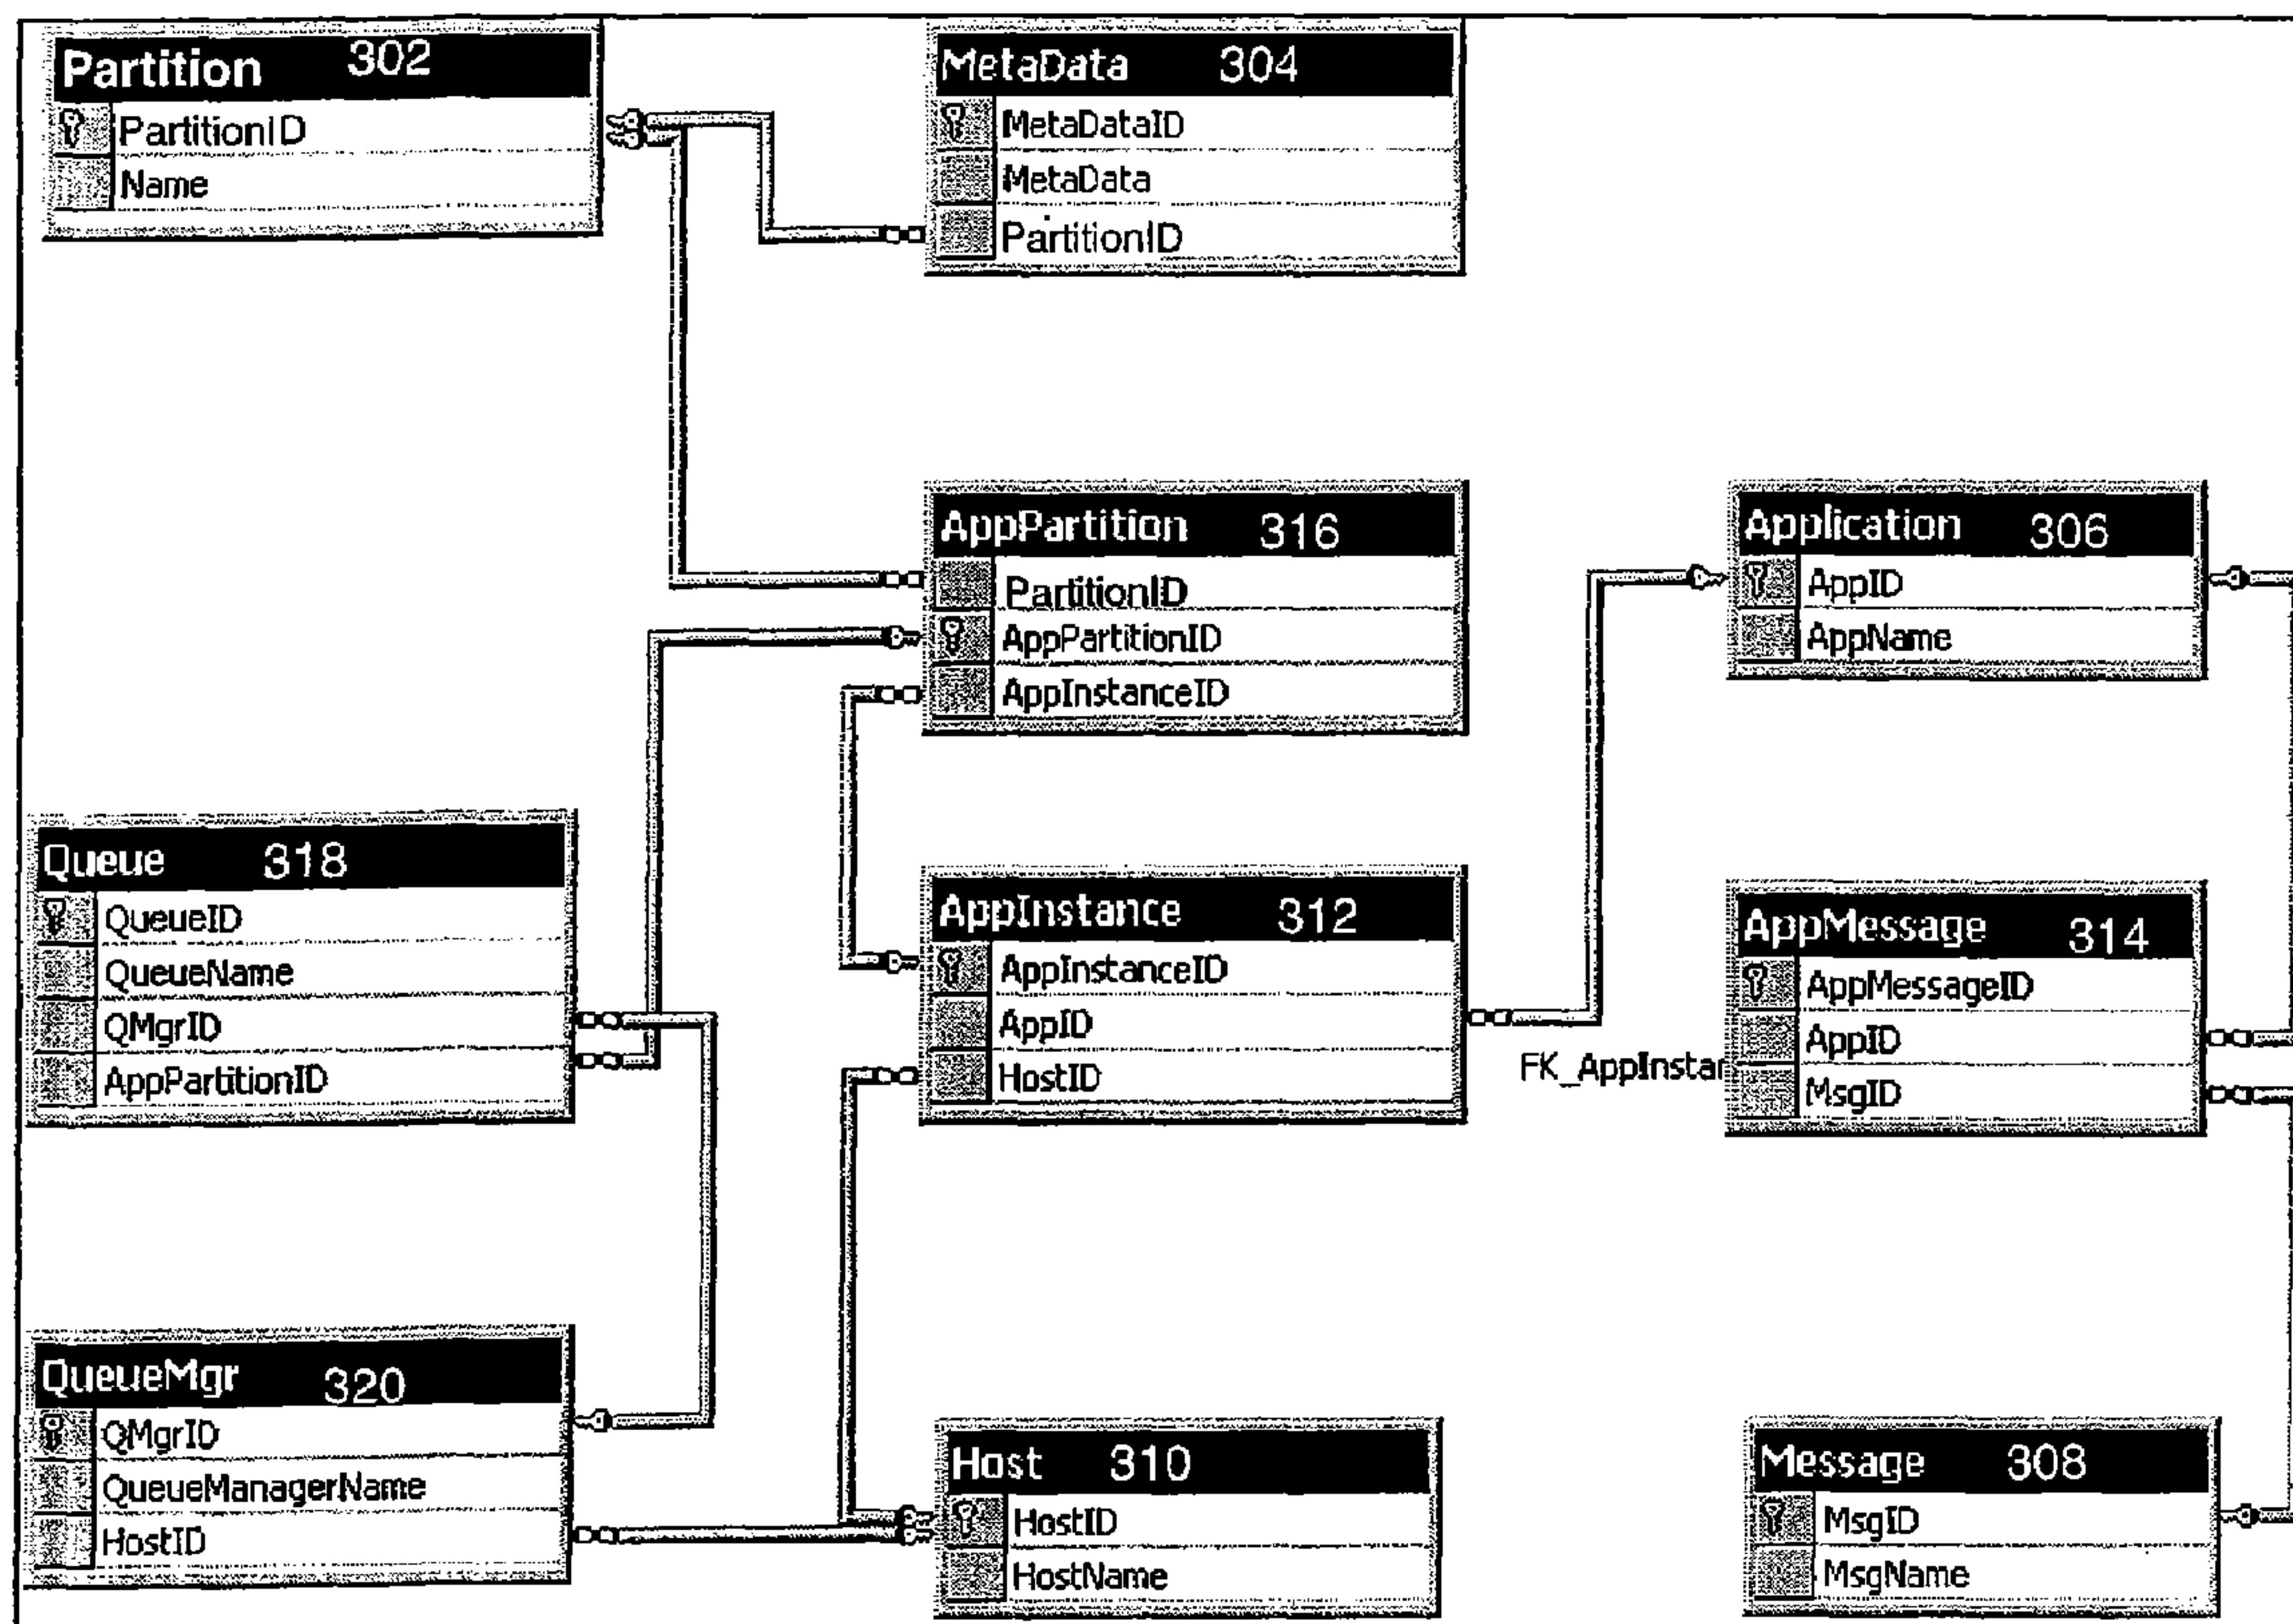 Partition 302
PartitionID
Name
MetaData 304
MetaDataID
MetaData
PartitionID
AppPartition 316
PartitionID
AppPartitionID
AppInstanceID
Application 306
AppID
AppName
Queue 318
QueueID
QueueName
QMgrID
AppPartitionID
AppInstance 312
AppInstanceID
AppID
HostID
FK_AppInstan
AppMessage 314
AppMessageID
AppID
MsgID
QueueMgr 320
QMgrID
QueueManagerName
HostID
Host 310
HostID
HostName
Message 308
MsgID
MsgName